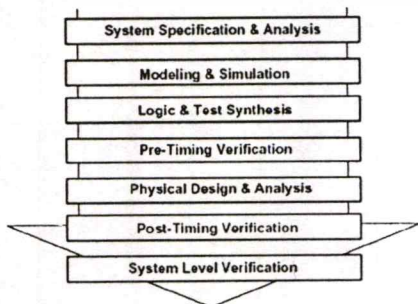 System Specification & Analysis
Modeling & Simulation
Logic & Test Synthesis
Pre-Timing Verification
Physical Design & Analysis
Post-Timing Verification
System Level Verification